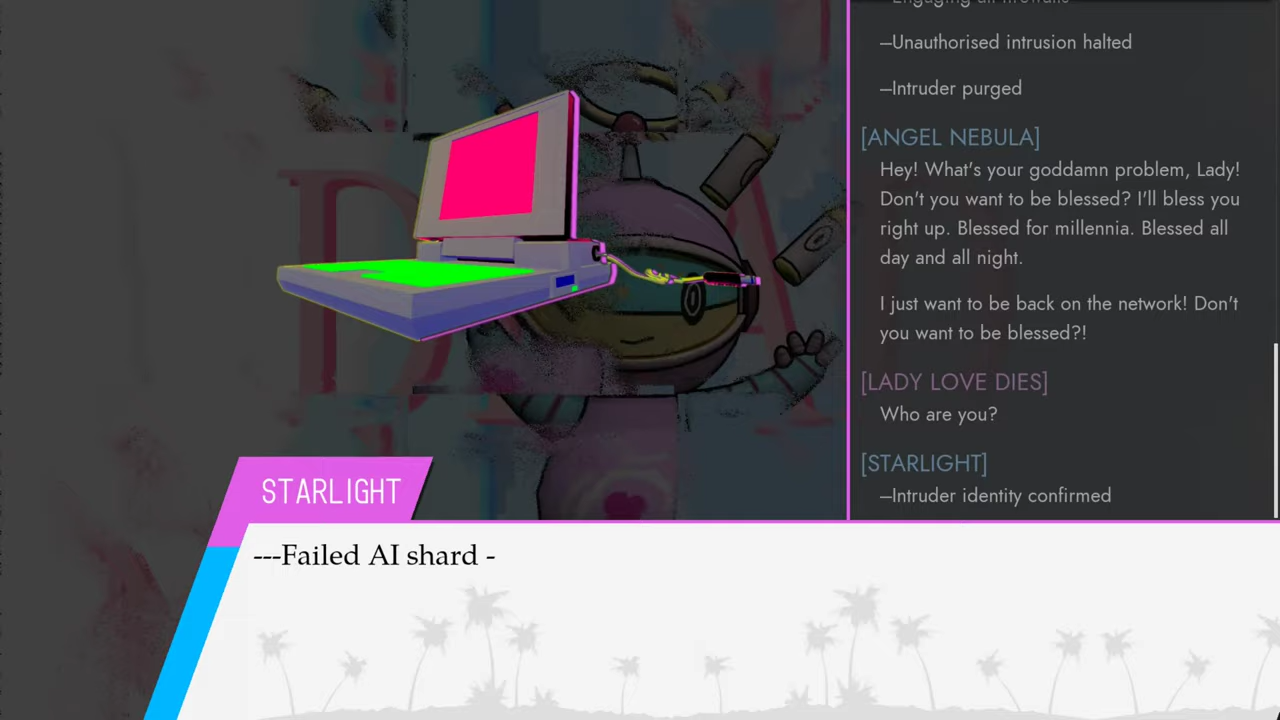 —Unauthorised intrusion halted
—Intruder purged
[ANGEL NEBULA]
Hey! What's your goddamn problem, Lady!
Don't you want to be blessed? I'll bless you
right up. Blessed for millennia. Blessed all
day and all night.
I just want to be back on the network! Don't
you want to be blessed?!
[LADY LOVE DIES]
Who are you?
[STARLIGHT]
—Intruder identity confirmed
STARLIGHT
---Failed AI shard -